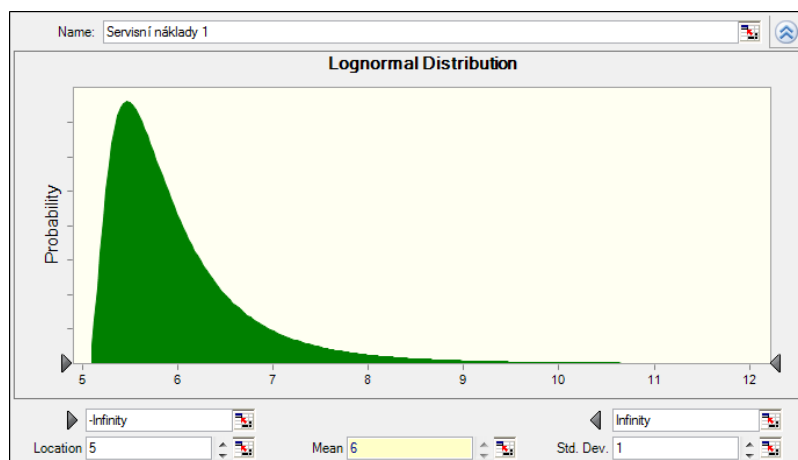 Name: Servisní náklady 1
Lognormal Distribution
Probability
5 6 7 8 9 10 11 12
-Infinity Infinity
Location 5 Mean 6 Std. Dev. 1